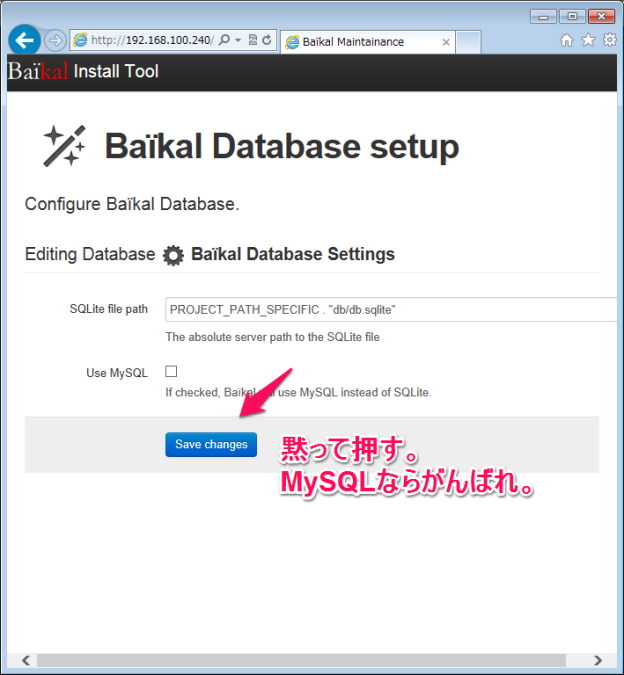 http://192.168.100.240/
Baïkal Maintainance
Baïkal Install Tool
Baïkal Database setup
Configure Baïkal Database.
Editing Database Baïkal Database Settings
SQLite file path
PROJECT_PATH_SPECIFIC . "db/db.sqlite"
The absolute server path to the SQLite file
Use MySQL
If checked, Baïkal will use MySQL instead of SQLite.
Save changes
黙って押す。
MySQLならがんばれ。